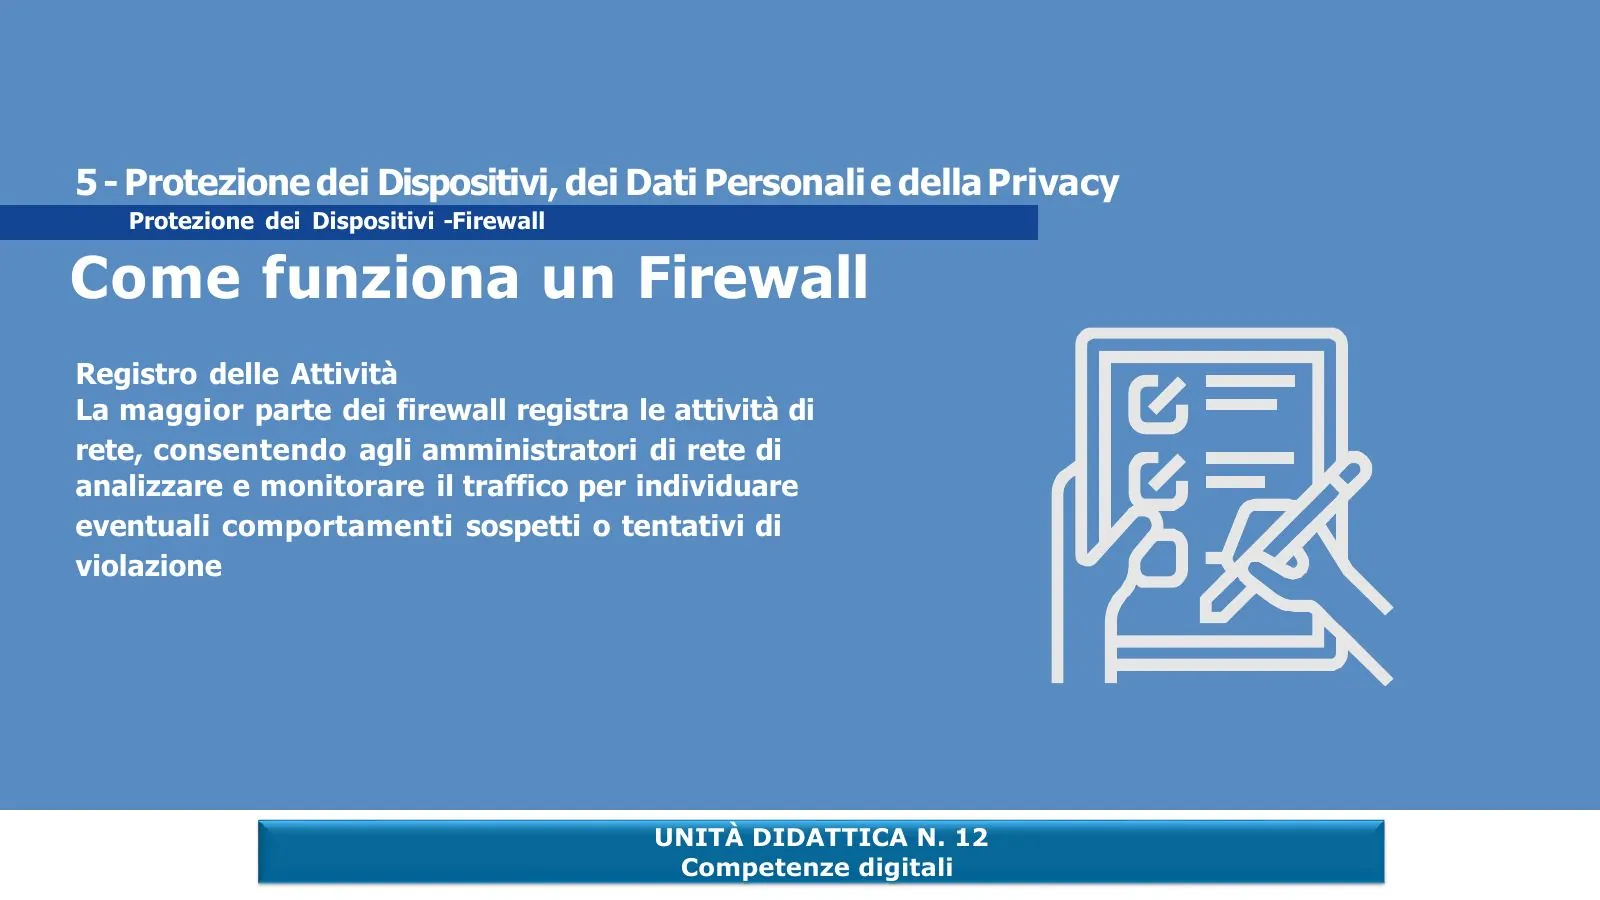 5 - Protezione dei Dispositivi, dei Dati Personali e della Privacy
Protezione dei Dispositivi -Firewall
Come funziona un Firewall
Registro delle Attività
La maggior parte dei firewall registra le attività di
rete, consentendo agli amministratori di rete di
analizzare e monitorare il traffico per individuare
eventuali comportamenti sospetti o tentativi di
violazione
UNITÀ DIDATTICA N. 12
Competenze digitali